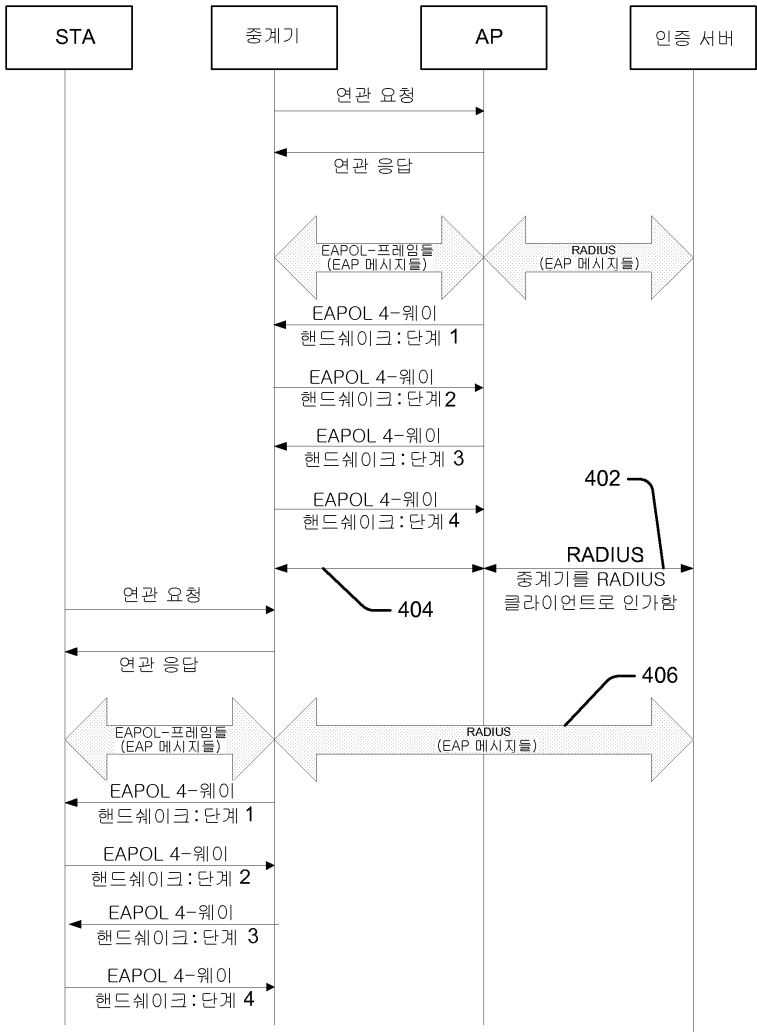 STA
중계기
AP
인증 서버
연관 요청
연관 응답
EAPOL-프레임들
(EAP 메시지들)
RADIUS
(EAP 메시지들)
EAPOL 4-웨이
핸드쉐이크:단계 1
EAPOL 4-웨이
핸드쉐이크:단계2
EAPOL 4-웨이
핸드쉐이크:단계 3
EAPOL 4-웨이
핸드쉐이크:단계4
402
RADIUS
중계기를 RADIUS
클라이언트로 인가함
404
연관 요청
연관 응답
406
EAPOL-프레임들
(EAP 메시지들)
RADIUS
(EAP 메시지들)
EAPOL 4-웨이
핸드쉐이크:단계 1
EAPOL 4-웨이
핸드쉐이크:단계 2
EAPOL 4-웨이
핸드쉐이크:단계 3
EAPOL 4-웨이
핸드쉐이크:단계 4